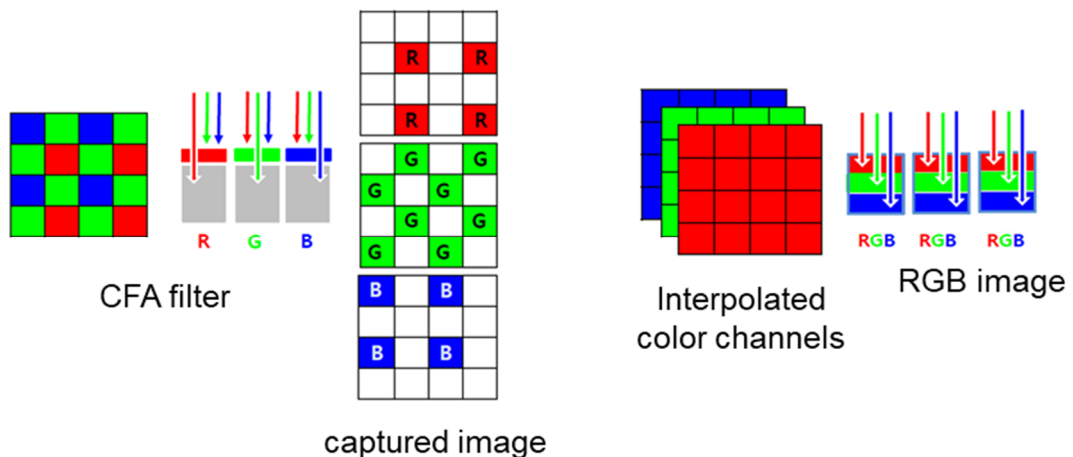 R R
R R
G G
G G
G G
G G
B B
B B
R G B
CFA filter
captured image
Interpolated
color channels
RGB RGB RGB
RGB image